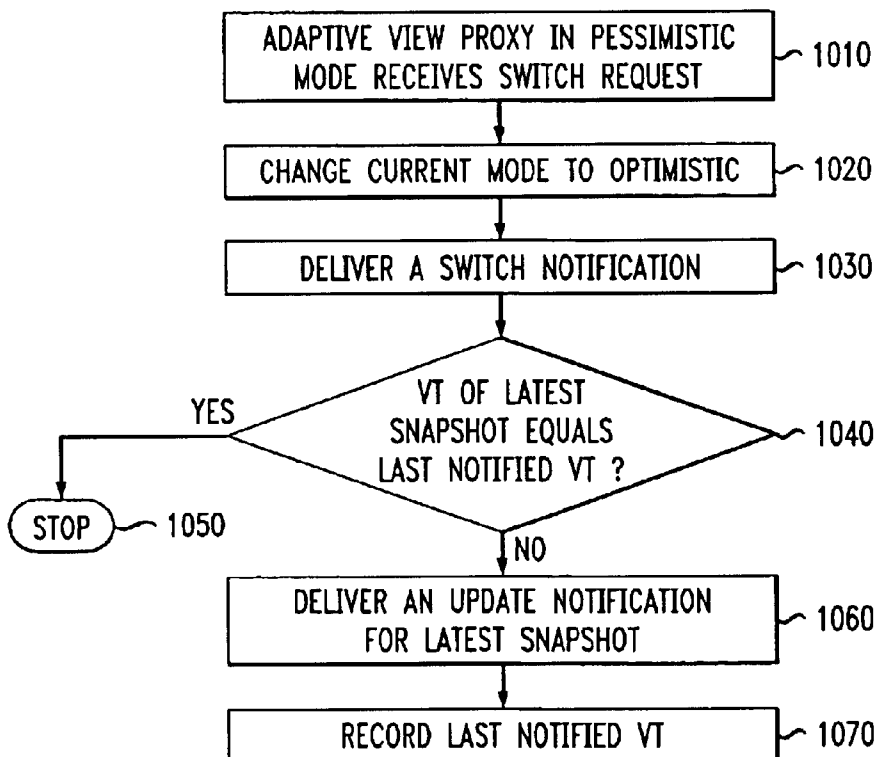 ADAPTIVE VIEW PROXY IN PESSIMISTIC
MODE RECEIVES SWITCH REQUEST
1010
CHANGE CURRENT MODE TO OPTIMISTIC
1020
DELIVER A SWITCH NOTIFICATION
1030
VT OF LATEST
SNAPSHOT EQUALS
LAST NOTIFIED VT ?
1040
YES
STOP
1050
NO
DELIVER AN UPDATE NOTIFICATION
FOR LATEST SNAPSHOT
1060
RECORD LAST NOTIFIED VT
1070